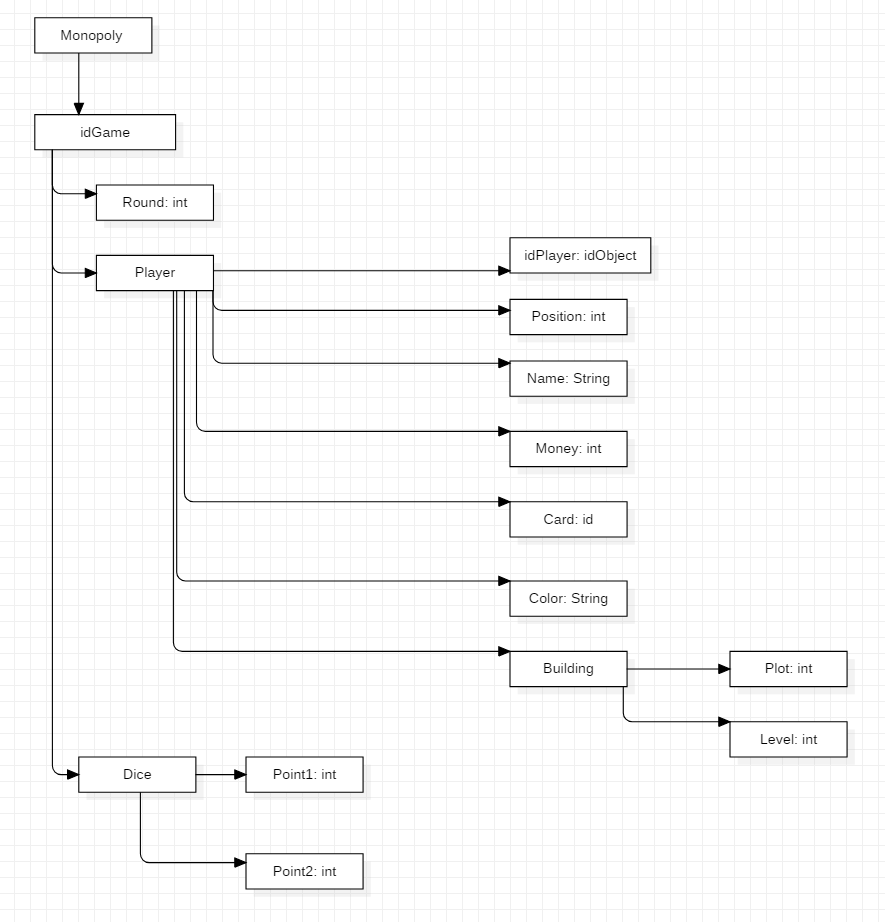 Monopoly
idGame
Round: int
Player
idPlayer: idObject
Position: int
Name: String
Money: int
Card: id
Color: String
Building
Plot: int
Level: int
Dice
Point1: int
Point2: int